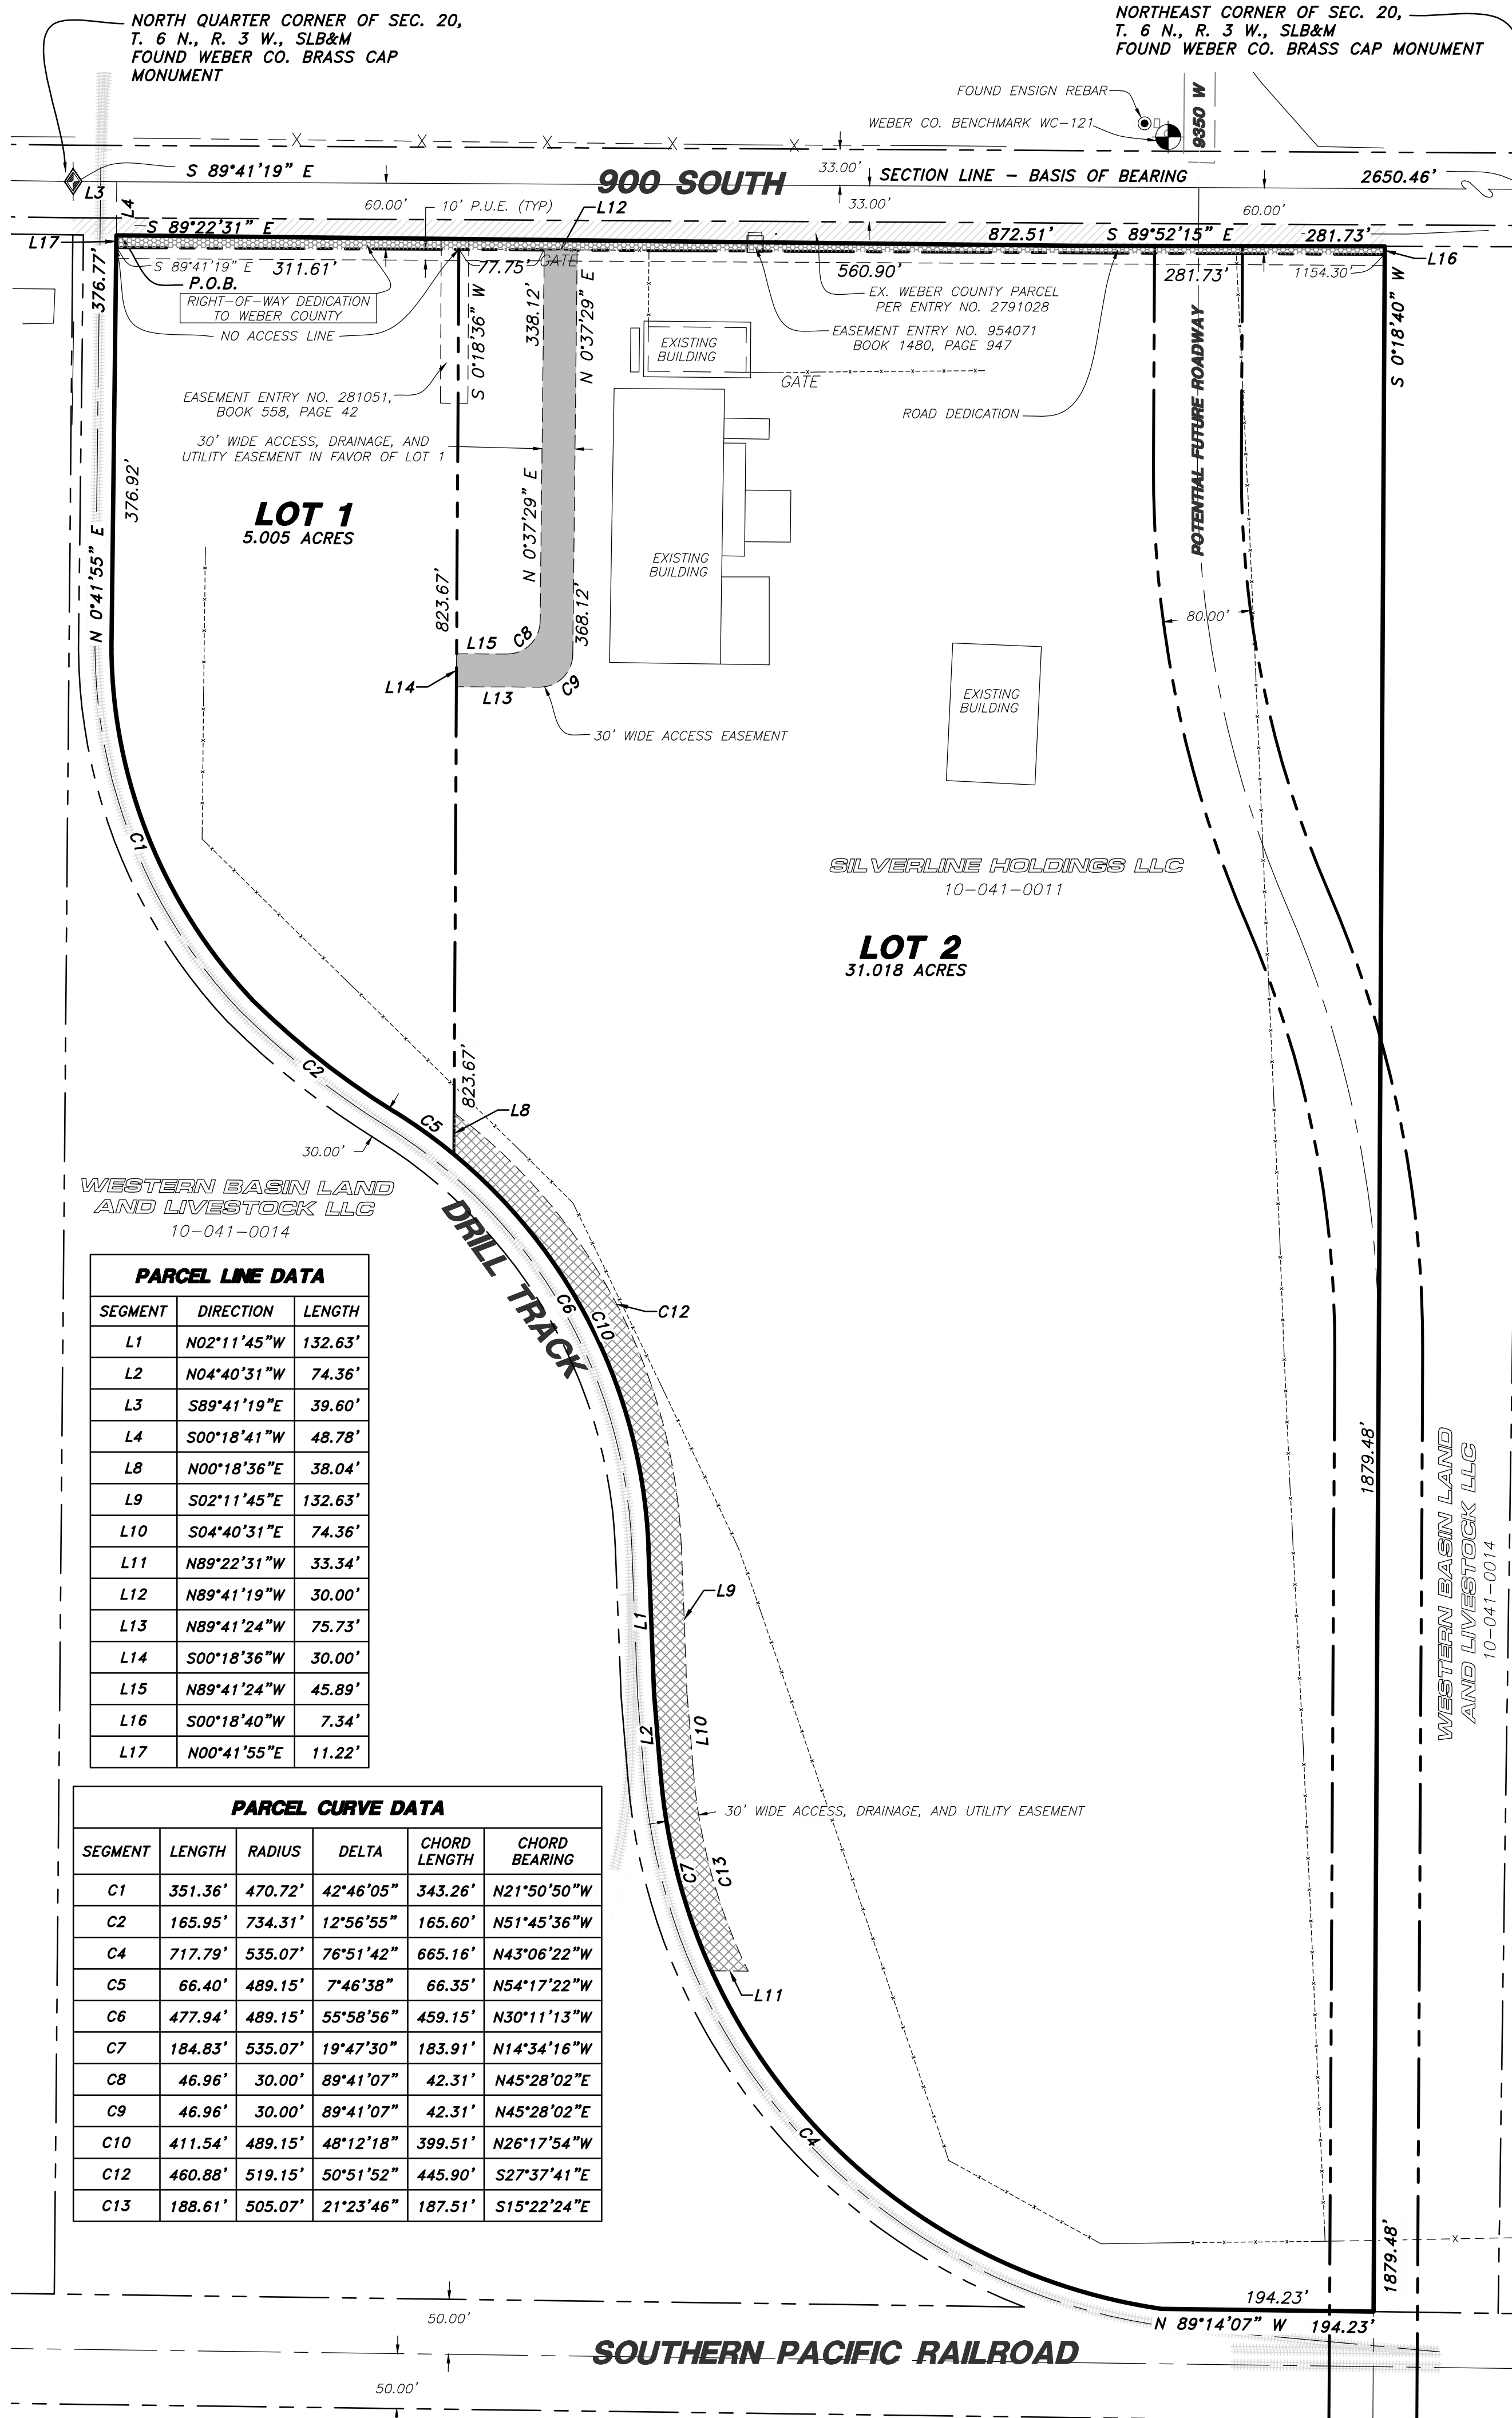 NORTH QUARTER CORNER OF SEC. 20,
T. 6 N., R. 3 W., SLB&M
FOUND WEBER CO. BRASS CAP
MONUMENT
NORTHEAST CORNER OF SEC. 20,
T. 6 N., R. 3 W., SLB&M
FOUND WEBER CO. BRASS CAP MONUMENT
FOUND ENSIGN REBAR
WEBER CO. BENCHMARK WC-121
9350 W
S 89°41'19" E
900 SOUTH
33.00'
SECTION LINE - BASIS OF BEARING
2650.46'
L3
L4
60.00'
10' P.U.E. (TYP)
L12
33.00'
60.00'
L17
S 89°22'31" E
872.51'
S 89°52'15" E
281.73'
L16
S 89°41'19" E
311.61'
77.75'
GATE
560.90'
281.73'
1154.30'
P.O.B.
RIGHT-OF-WAY DEDICATION
TO WEBER COUNTY
NO ACCESS LINE
376.77'
S 0°18'36" W
338.12'
N 0°37'29" E
EX. WEBER COUNTY PARCEL
PER ENTRY NO. 2791028
EASEMENT ENTRY NO. 954071
BOOK 1480, PAGE 947
EXISTING
BUILDING
GATE
POTENTIAL FUTURE ROADWAY
S 0°18'40" W
EASEMENT ENTRY NO. 281051,
BOOK 558, PAGE 42
ROAD DEDICATION
30' WIDE ACCESS, DRAINAGE, AND
UTILITY EASEMENT IN FAVOR OF LOT 1
376.92'
N 0°41'55" E
LOT 1
5.005 ACRES
N 0°37'29" E
EXISTING
BUILDING
823.67'
368.12'
80.00'
L15
C8
L14
L13
C9
EXISTING
BUILDING
30' WIDE ACCESS EASEMENT
C1
SILVERLINE HOLDINGS LLC
10-041-0011
LOT 2
31.018 ACRES
C2
823.67'
L8
C5
30.00'
WESTERN BASIN LAND
AND LIVESTOCK LLC
10-041-0014
DRILL TRACK
C6
C10
C12
PARCEL LINE DATA
SEGMENT DIRECTION LENGTH
L1 N02°11'45"W 132.63'
L2 N04°40'31"W 74.36'
L3 S89°41'19"E 39.60'
L4 S00°18'41"W 48.78'
L8 N00°18'36"E 38.04'
L9 S02°11'45"E 132.63'
L10 S04°40'31"E 74.36'
L11 N89°22'31"W 33.34'
L12 N89°41'19"W 30.00'
L13 N89°41'24"W 75.73'
L14 S00°18'36"W 30.00'
L15 N89°41'24"W 45.89'
L16 S00°18'40"W 7.34'
L17 N00°41'55"E 11.22'
1879.48'
WESTERN BASIN LAND
AND LIVESTOCK LLC
10-041-0014
L9
L1
L2
L10
30' WIDE ACCESS, DRAINAGE, AND UTILITY EASEMENT
C7
C13
L11
PARCEL CURVE DATA
SEGMENT LENGTH RADIUS DELTA CHORD LENGTH CHORD BEARING
C1 351.36' 470.72' 42°46'05" 343.26' N21°50'50"W
C2 165.95' 734.31' 12°56'55" 165.60' N51°45'36"W
C4 717.79' 535.07' 76°51'42" 665.16' N43°06'22"W
C5 66.40' 489.15' 7°46'38" 66.35' N54°17'22"W
C6 477.94' 489.15' 55°58'56" 459.15' N30°11'13"W
C7 184.83' 535.07' 19°47'30" 183.91' N14°34'16"W
C8 46.96' 30.00' 89°41'07" 42.31' N45°28'02"E
C9 46.96' 30.00' 89°41'07" 42.31' N45°28'02"E
C10 411.54' 489.15' 48°12'18" 399.51' N26°17'54"W
C12 460.88' 519.15' 50°51'52" 445.90' S27°37'41"E
C13 188.61' 505.07' 21°23'46" 187.51' S15°22'24"E
C4
194.23'
1879.48'
N 89°14'07" W 194.23'
50.00'
SOUTHERN PACIFIC RAILROAD
50.00'